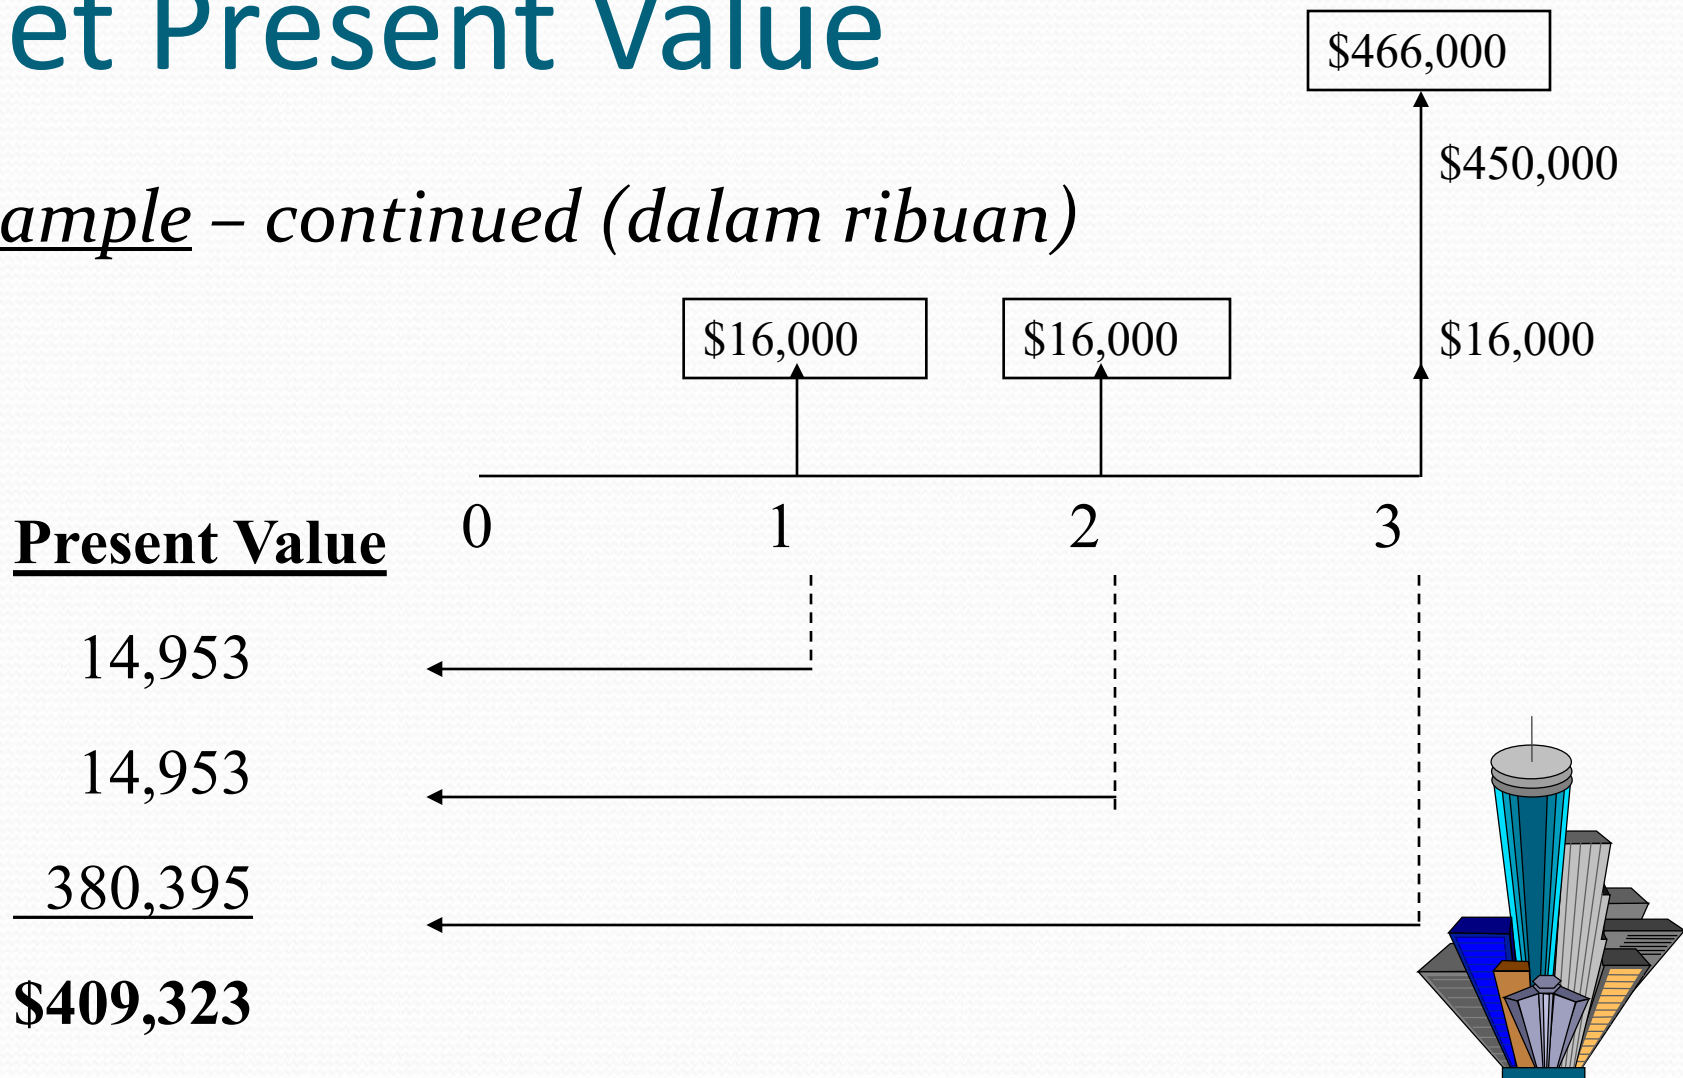 et Present Value
$466,000
$450,000
ample – continued (dalam ribuan)
$16,000 $16,000 $16,000
0 1 2 3
Present Value
14,953
14,953
380,395
$409,323